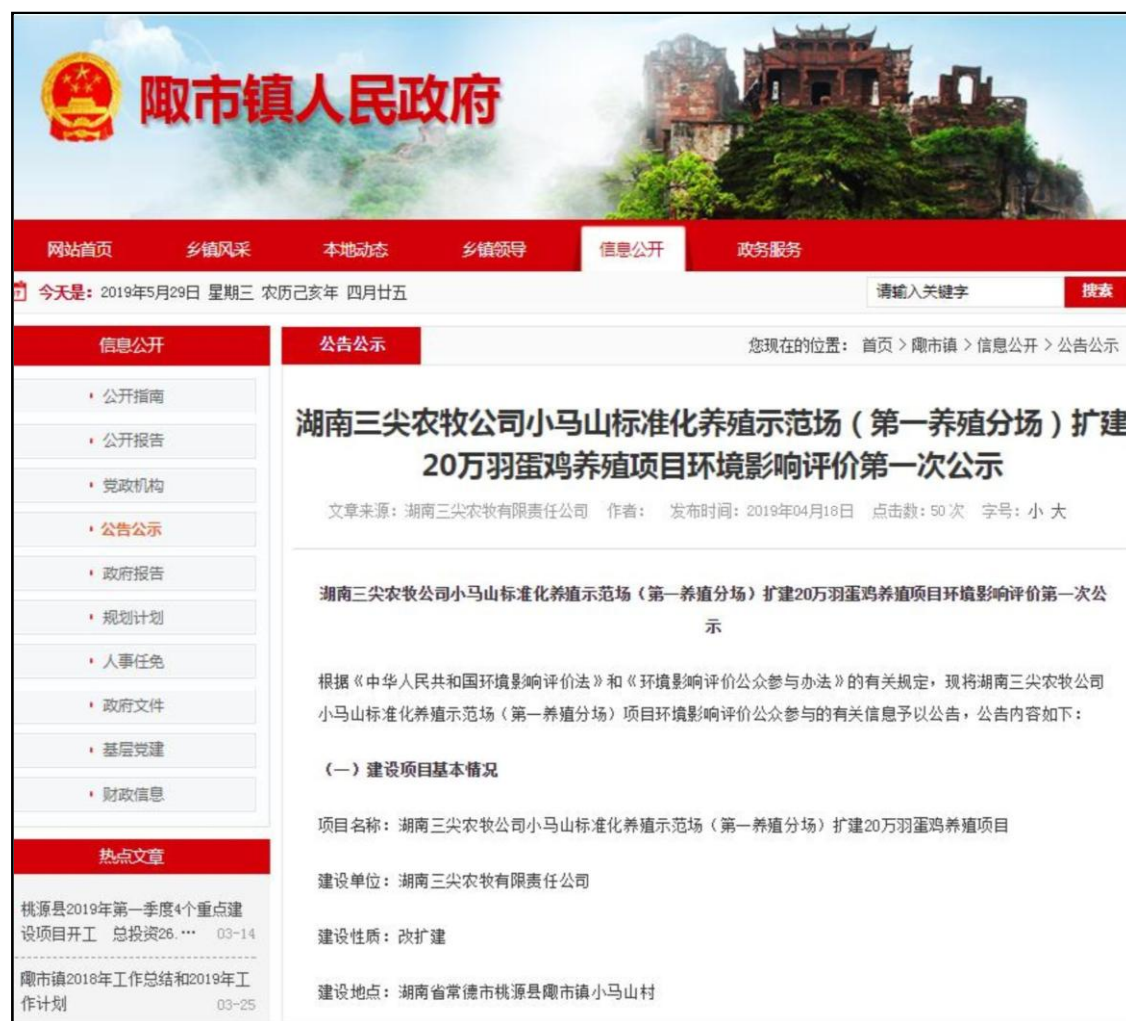 陬市镇人民政府
网站首页 乡镇风采 本地动态 乡镇领导 信息公开 政务服务
今天是：2019年5月29日 星期三 农历己亥年 四月廿五
请输入关键字 搜索
信息公开
公开指南
公开报告
党政机构
公告公示
政府报告
规划计划
人事任免
政府文件
基层党建
财政信息
热点文章
桃源县2019年第一季度4个重点建
设项目开工 总投资26.… 03-14
陬市镇2018年工作总结和2019年工
作计划 03-25
公告公示
您现在的位置： 首页 > 陬市镇 > 信息公开 > 公告公示
湖南三尖农牧公司小马山标准化养殖示范场（第一养殖分场）扩建
20万羽蛋鸡养殖项目环境影响评价第一次公示
文章来源：湖南三尖农牧有限责任公司 作者： 发布时间：2019年04月18日 点击数：50 次 字号：小 大
湖南三尖农牧公司小马山标准化养殖示范场（第一养殖分场）扩建20万羽蛋鸡养殖项目环境影响评价第一次公
示
根据《中华人民共和国环境影响评价法》和《环境影响评价公众参与办法》的有关规定，现将湖南三尖农牧公司
小马山标准化养殖示范场（第一养殖分场）项目环境影响评价公众参与的有关信息予以公告，公告内容如下：
（一）建设项目基本情况
项目名称：湖南三尖农牧公司小马山标准化养殖示范场（第一养殖分场）扩建20万羽蛋鸡养殖项目
建设单位：湖南三尖农牧有限责任公司
建设性质：改扩建
建设地点：湖南省常德市桃源县陬市镇小马山村